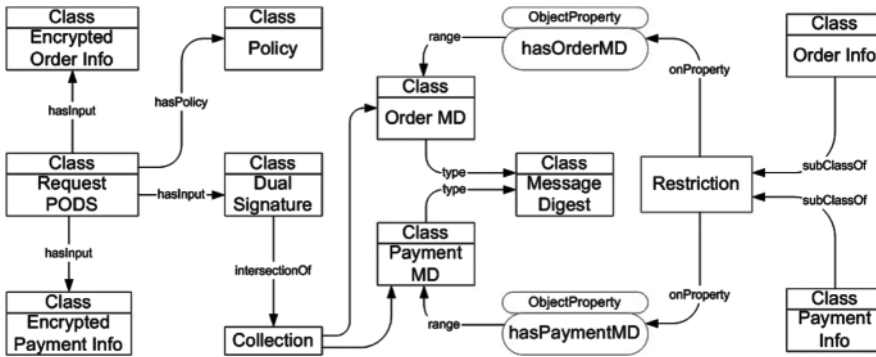 Class
Encrypted
Order Info
Class
Policy
ObjectProperty
hasOrderMD
Class
Order Info
range
onProperty
hasInput
hasPolicy
Class
Order MD
Class
Request
PODS
hasInput
Class
Dual
Signature
type
type
Class
Message
Digest
Restriction
subClassOf
subClassOf
Class
Payment
MD
hasInput
intersectionOf
onProperty
Class
Encrypted
Payment Info
Collection
range
ObjectProperty
hasPaymentMD
Class
Payment
Info